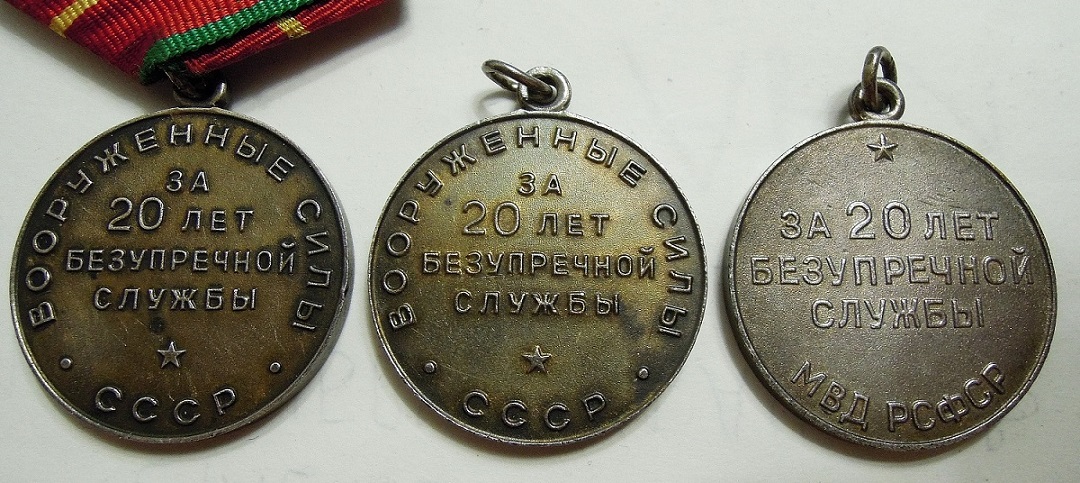 ВООРУЖЕННЫЕ СИЛЫ
ЗА
20 ЛЕТ
БЕЗУПРЕЧНОЙ
СЛУЖБЫ
СССР
ВООРУЖЕННЫЕ СИЛЫ
ЗА
20 ЛЕТ
БЕЗУПРЕЧНОЙ
СЛУЖБЫ
СССР
ЗА 20 ЛЕТ
БЕЗУПРЕЧНОЙ
СЛУЖБЫ
МВД РСФСР